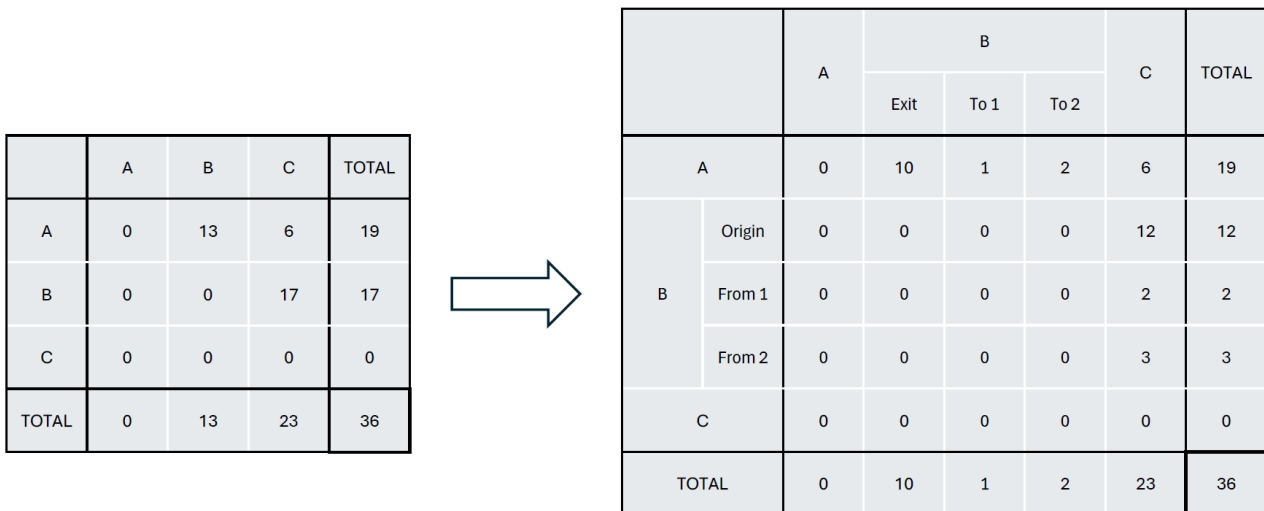 A B C TOTAL
A 0 13 6 19
B 0 0 17 17
C 0 0 0 0
TOTAL 0 13 23 36
A B C TOTAL
Exit To 1 To 2
A 0 10 1 2 6 19
B
Origin 0 0 0 0 12 12
From 1 0 0 0 0 2 2
From 2 0 0 0 0 3 3
C 0 0 0 0 0 0
TOTAL 0 10 1 2 23 36